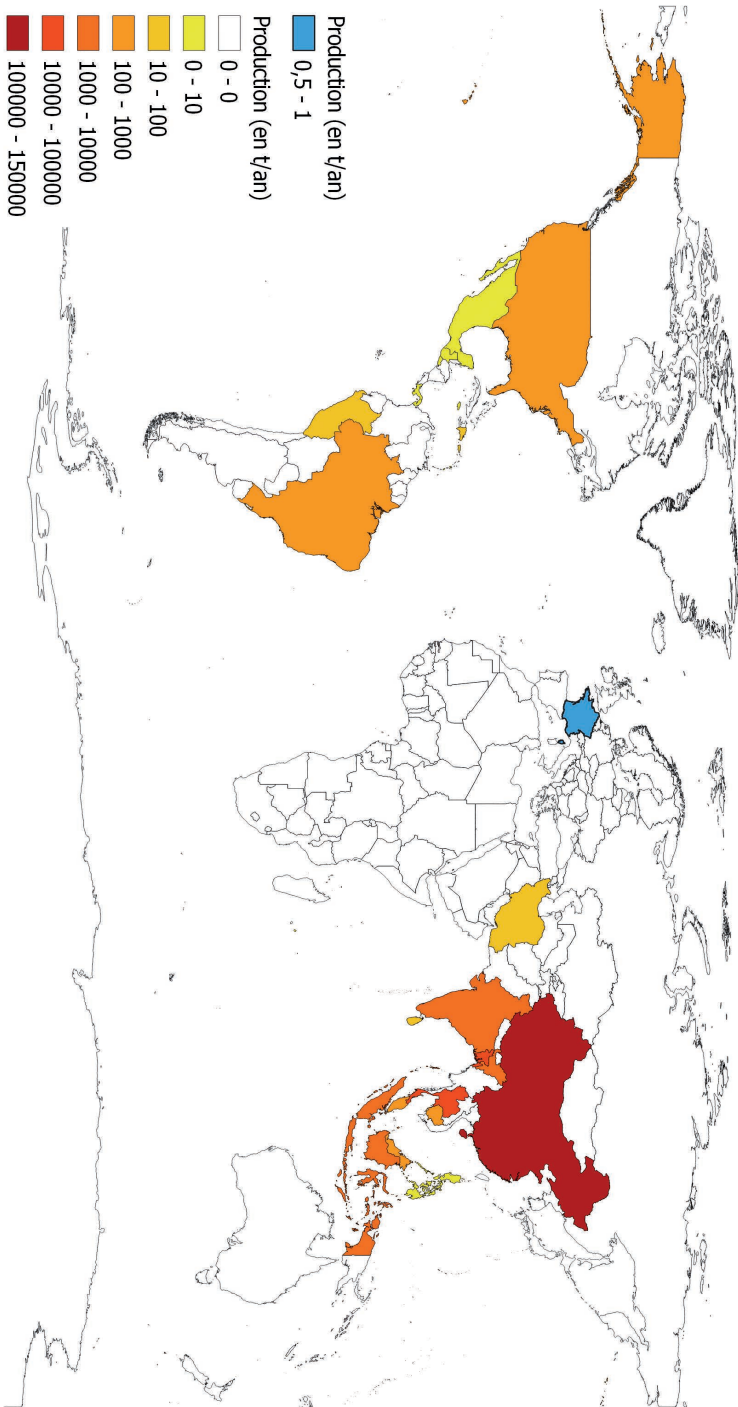 Production (en t/an)
0,5 - 1
Production (en t/an)
0 - 0
0 - 10
10 - 100
100 - 1000
1000 - 10000
10000 - 100000
100000 - 150000